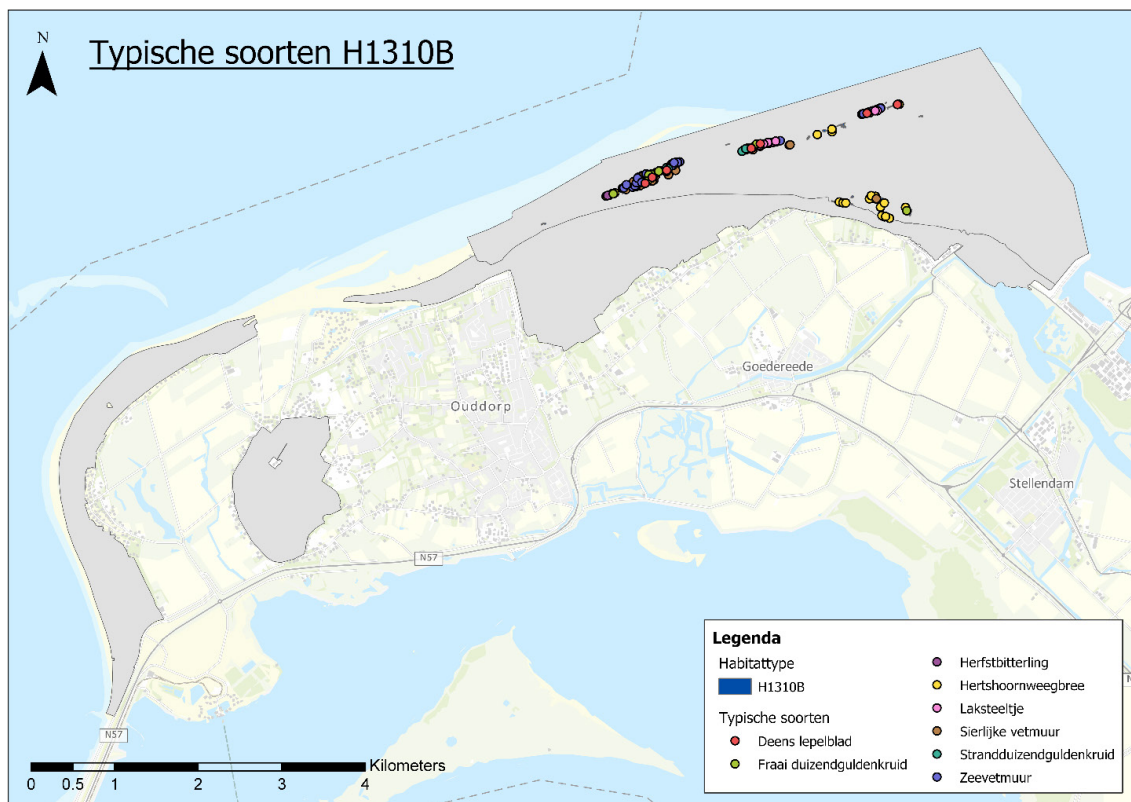 N
Typische soorten H1310B
Goedereede
Ouddorp
Stellendam
N57
N57
Legenda
Habitattype
H1310B
Typische soorten
Deens lepelblad
Fraai duizendguldenkruid
Herfstbitterling
Hertshoornweegbree
Laksteeltje
Sierlijke vetmuur
Strandduizendguldenkruid
Zeevetmuur
Kilometers
0 0.5 1 2 3 4